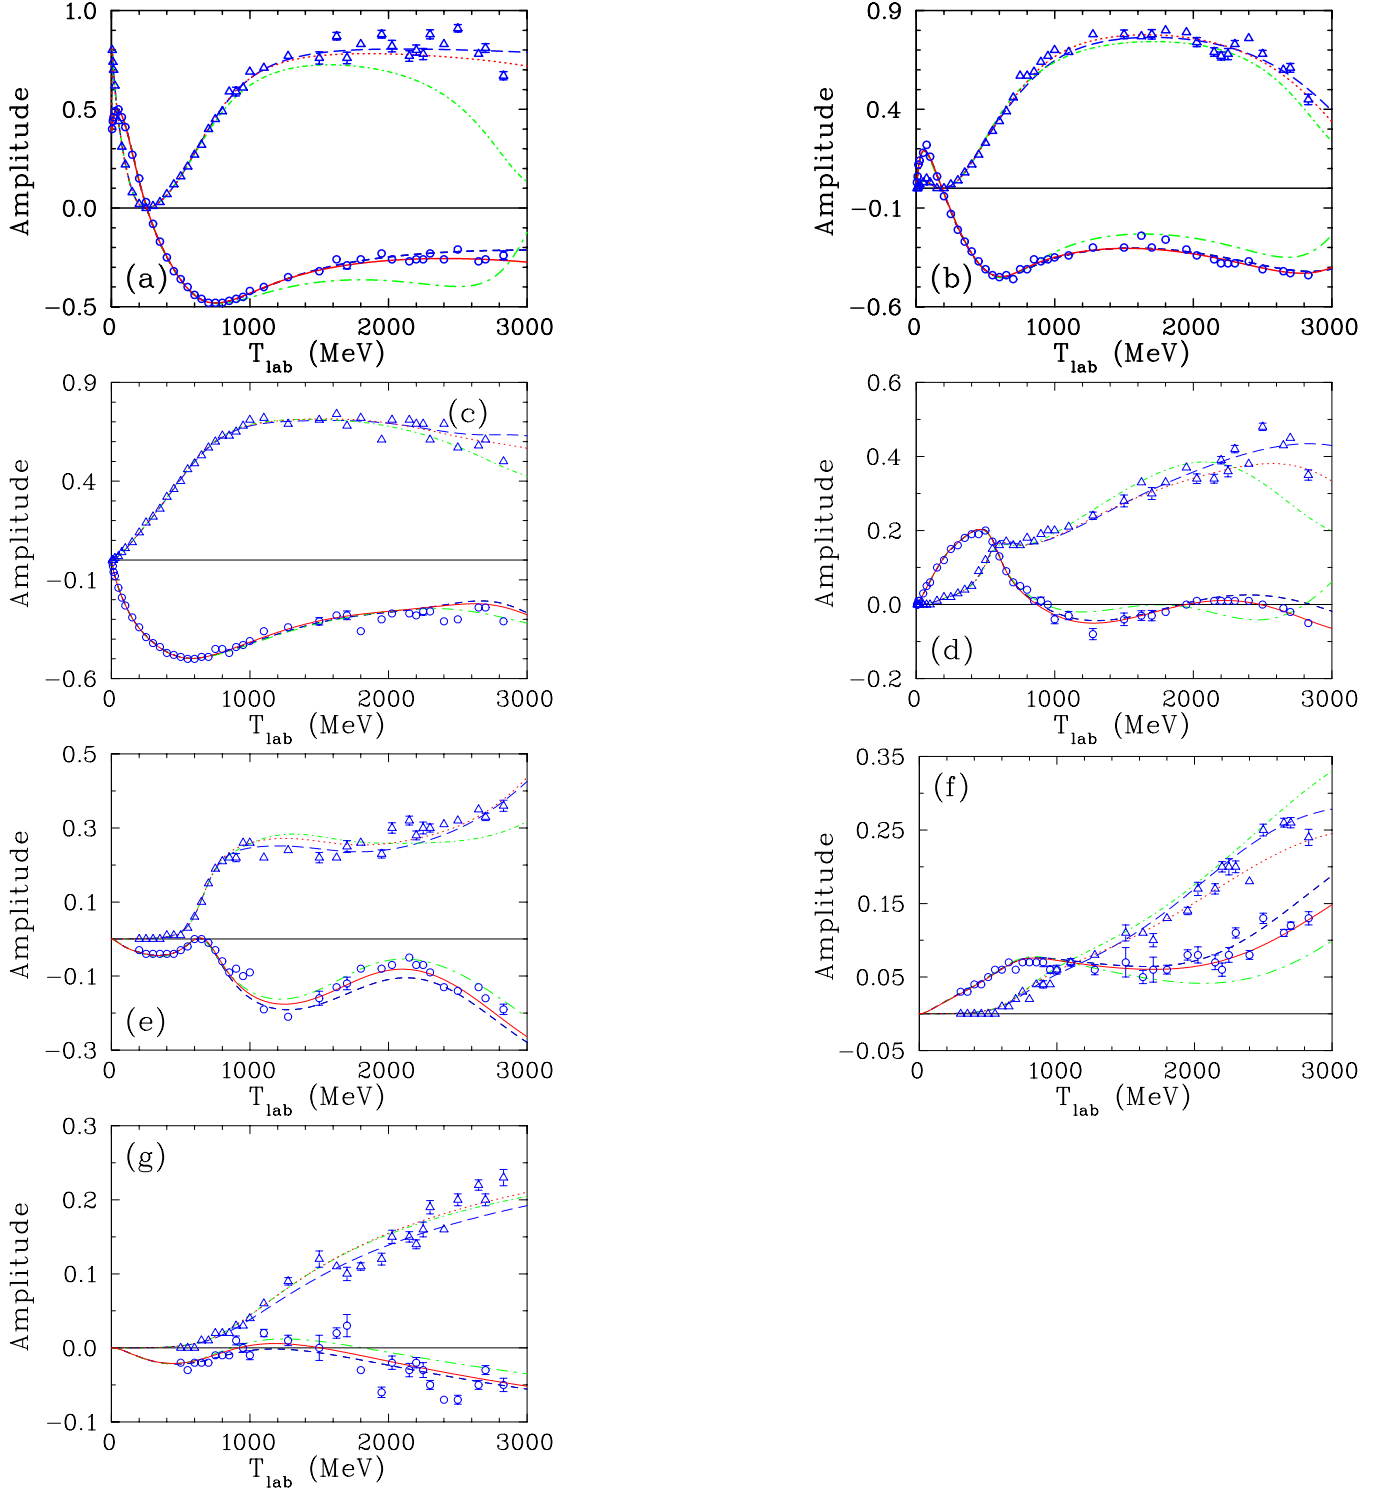 1.0
0.5
0.0
−0.5
Amplitude
(a)
0 1000 2000 3000
T_lab (MeV)
0.9
0.4
−0.1
−0.6
Amplitude
(b)
0 1000 2000 3000
T_lab (MeV)
0.9
0.4
−0.1
−0.6
Amplitude
(c)
0 1000 2000 3000
T_lab (MeV)
0.6
0.4
0.2
0.0
−0.2
Amplitude
(d)
0 1000 2000 3000
T_lab (MeV)
0.5
0.3
0.1
−0.1
−0.3
Amplitude
(e)
0 1000 2000 3000
T_lab (MeV)
0.35
0.25
0.15
0.05
−0.05
Amplitude
(f)
0 1000 2000 3000
T_lab (MeV)
0.3
0.2
0.1
0.0
−0.1
Amplitude
(g)
0 1000 2000 3000
T_lab (MeV)